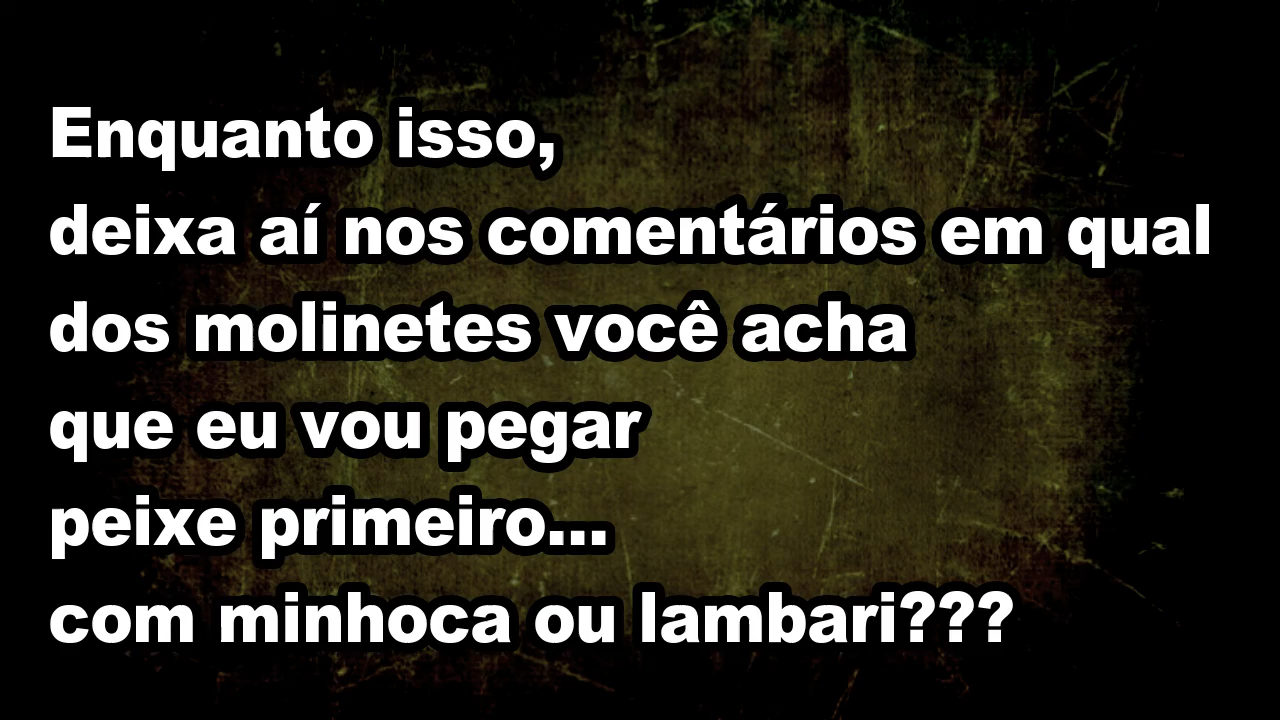 Enquanto isso,
deixa aí nos comentários em qual
dos molinetes você acha
que eu vou pegar
peixe primeiro...
com minhoca ou lambari???